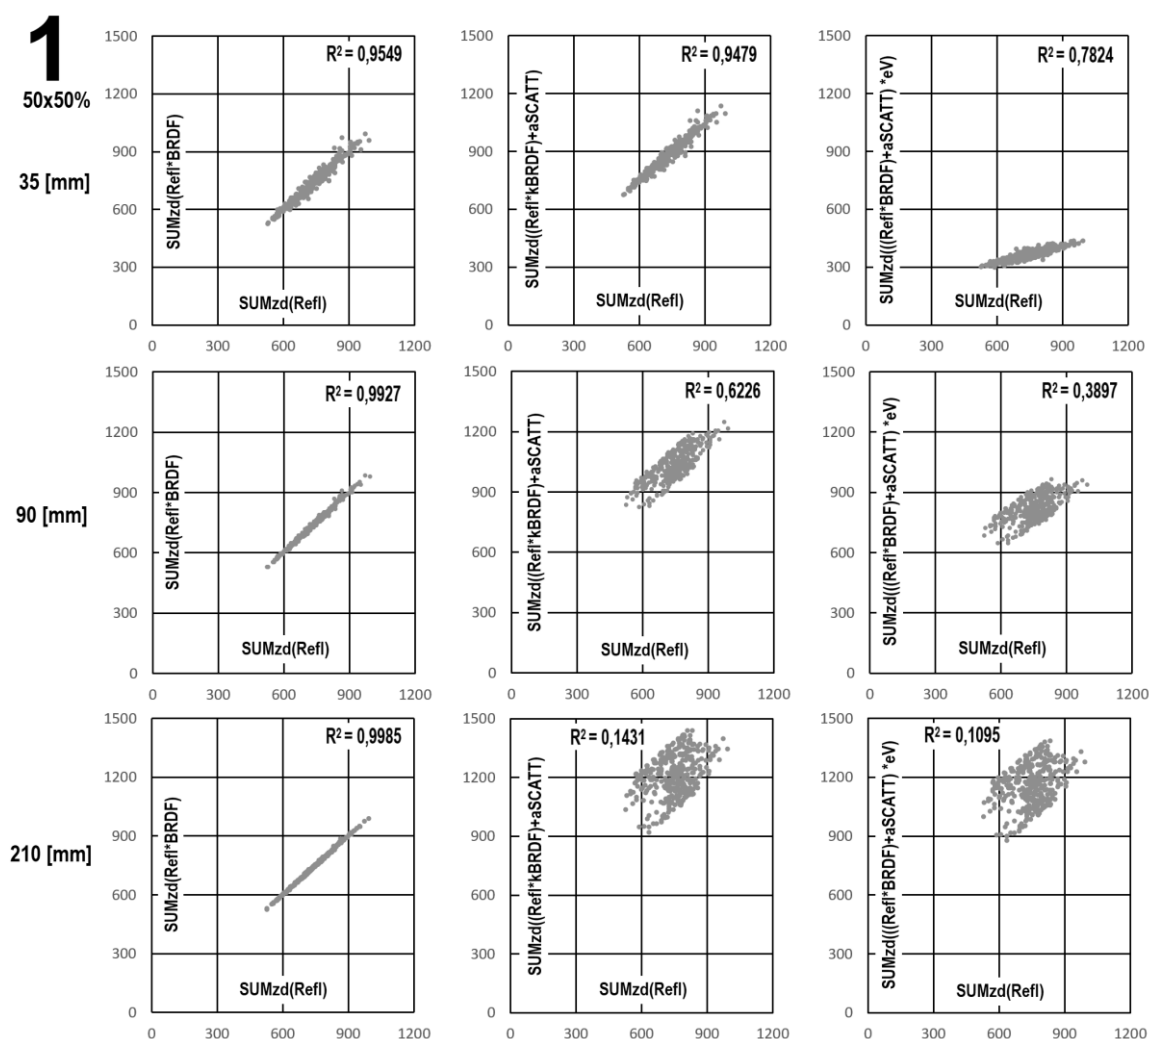 1
50x50%
35 [mm]
1500
1200
900
600
300
0
0 300 600 900 1200
R² = 0,9549
SUMzd(Refl*BRDF)
SUMzd(Refl)
1500
1200
900
600
300
0
0 300 600 900 1200
R² = 0,9479
SUMzd((Refl*kBRDF)+aSCATT)
SUMzd(Refl)
1500
1200
900
600
300
0
0 300 600 900 1200
R² = 0,7824
SUMzd(((Refl*BRDF)+aSCATT) *eV)
SUMzd(Refl)
90 [mm]
1500
1200
900
600
300
0
0 300 600 900 1200
R² = 0,9927
SUMzd(Refl*BRDF)
SUMzd(Refl)
1500
1200
900
600
300
0
0 300 600 900 1200
R² = 0,6226
SUMzd((Refl*kBRDF)+aSCATT)
SUMzd(Refl)
1500
1200
900
600
300
0
0 300 600 900 1200
R² = 0,3897
SUMzd(((Refl*BRDF)+aSCATT) *eV)
SUMzd(Refl)
210 [mm]
1500
1200
900
600
300
0
0 300 600 900 1200
R² = 0,9985
SUMzd(Refl*BRDF)
SUMzd(Refl)
1500
1200
900
600
300
0
0 300 600 900 1200
R² = 0,1431
SUMzd((Refl*kBRDF)+aSCATT)
SUMzd(Refl)
1500
1200
900
600
300
0
0 300 600 900 1200
R² = 0,1095
SUMzd(((Refl*BRDF)+aSCATT) *eV)
SUMzd(Refl)